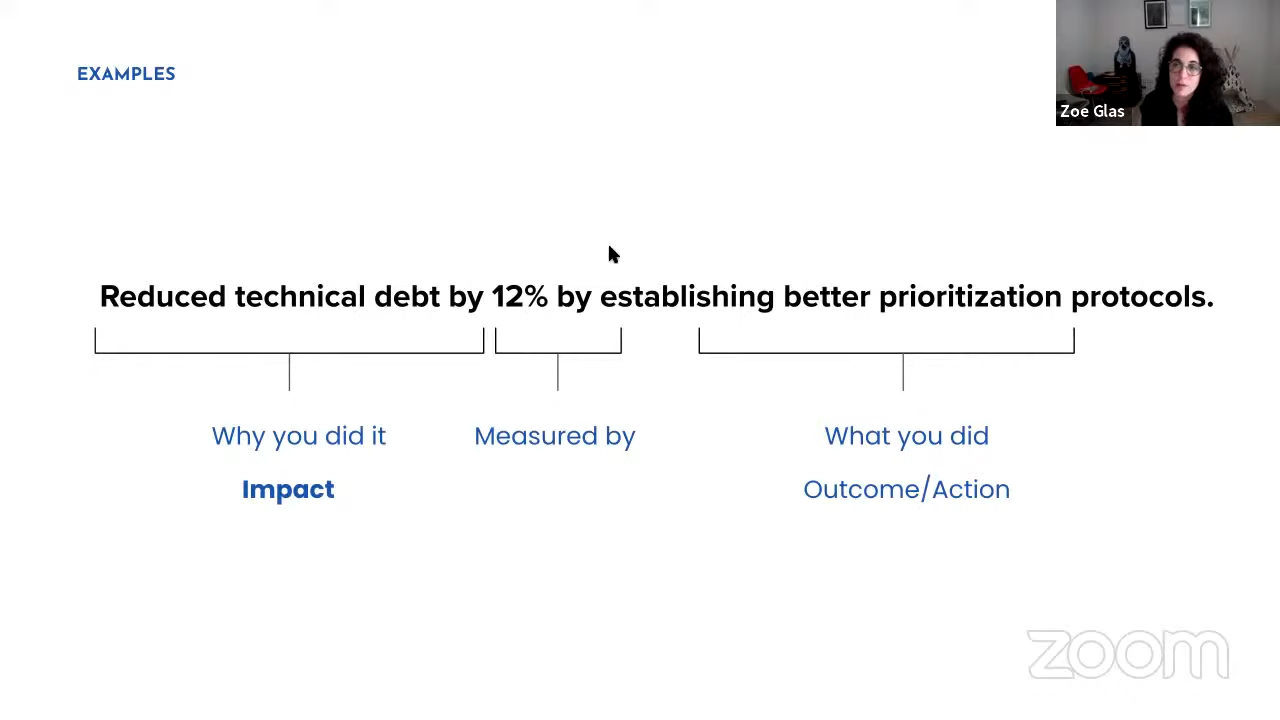 EXAMPLES
Zoe Glas
Reduced technical debt by 12% by establishing better prioritization protocols.
Why you did it
Measured by
What you did
Impact
Outcome/Action
zoom